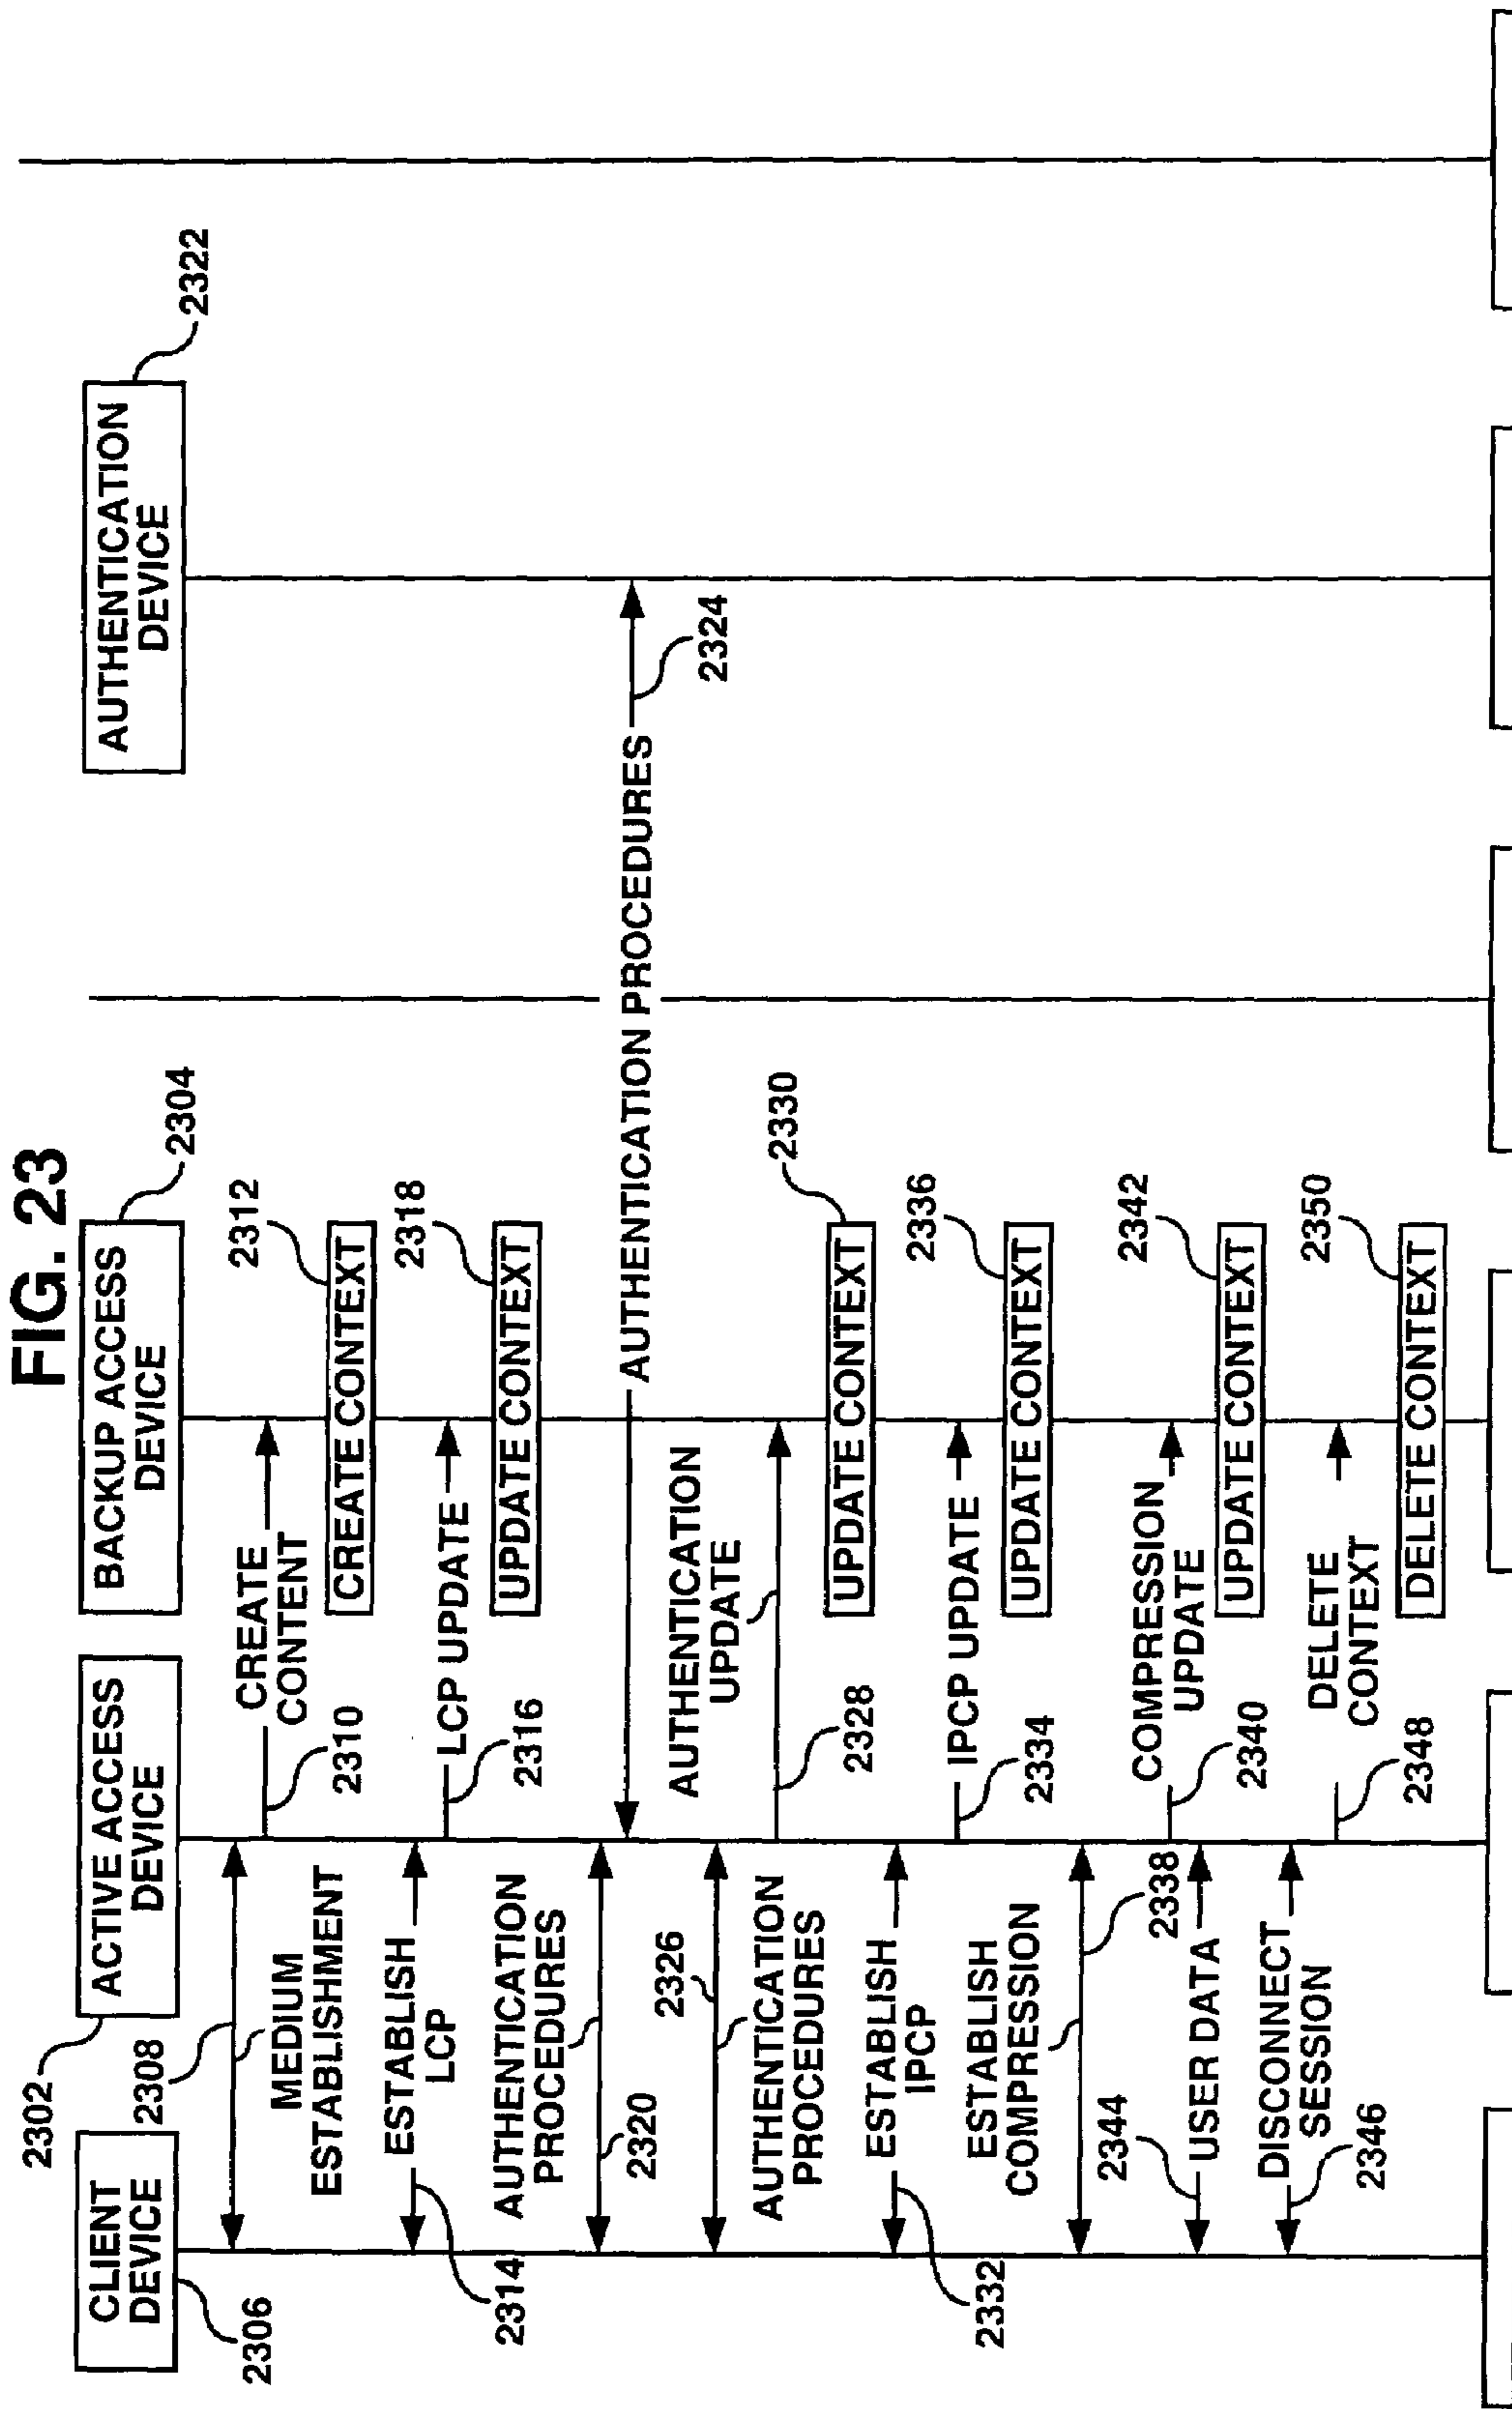 FIG. 23
CLIENT
DEVICE
2306
2302
ACTIVE ACCESS
DEVICE
BACKUP ACCESS
DEVICE
2304
AUTHENTICATION
DEVICE
2322
2308
MEDIUM
ESTABLISHMENT
CREATE
CONTENT
2310
2312
CREATE CONTEXT
ESTABLISH
LCP
2314
LCP UPDATE
2316
2318
UPDATE CONTEXT
AUTHENTICATION
PROCEDURES
2320
AUTHENTICATION PROCEDURES
2324
2326
AUTHENTICATION
PROCEDURES
AUTHENTICATION
UPDATE
2328
2330
UPDATE CONTEXT
ESTABLISH
IPCP
2332
IPCP UPDATE
2334
2336
UPDATE CONTEXT
ESTABLISH
COMPRESSION
2338
COMPRESSION
UPDATE
2340
2342
UPDATE CONTEXT
2344
USER DATA
DISCONNECT
SESSION
2346
DELETE
CONTEXT
2348
2350
DELETE CONTEXT